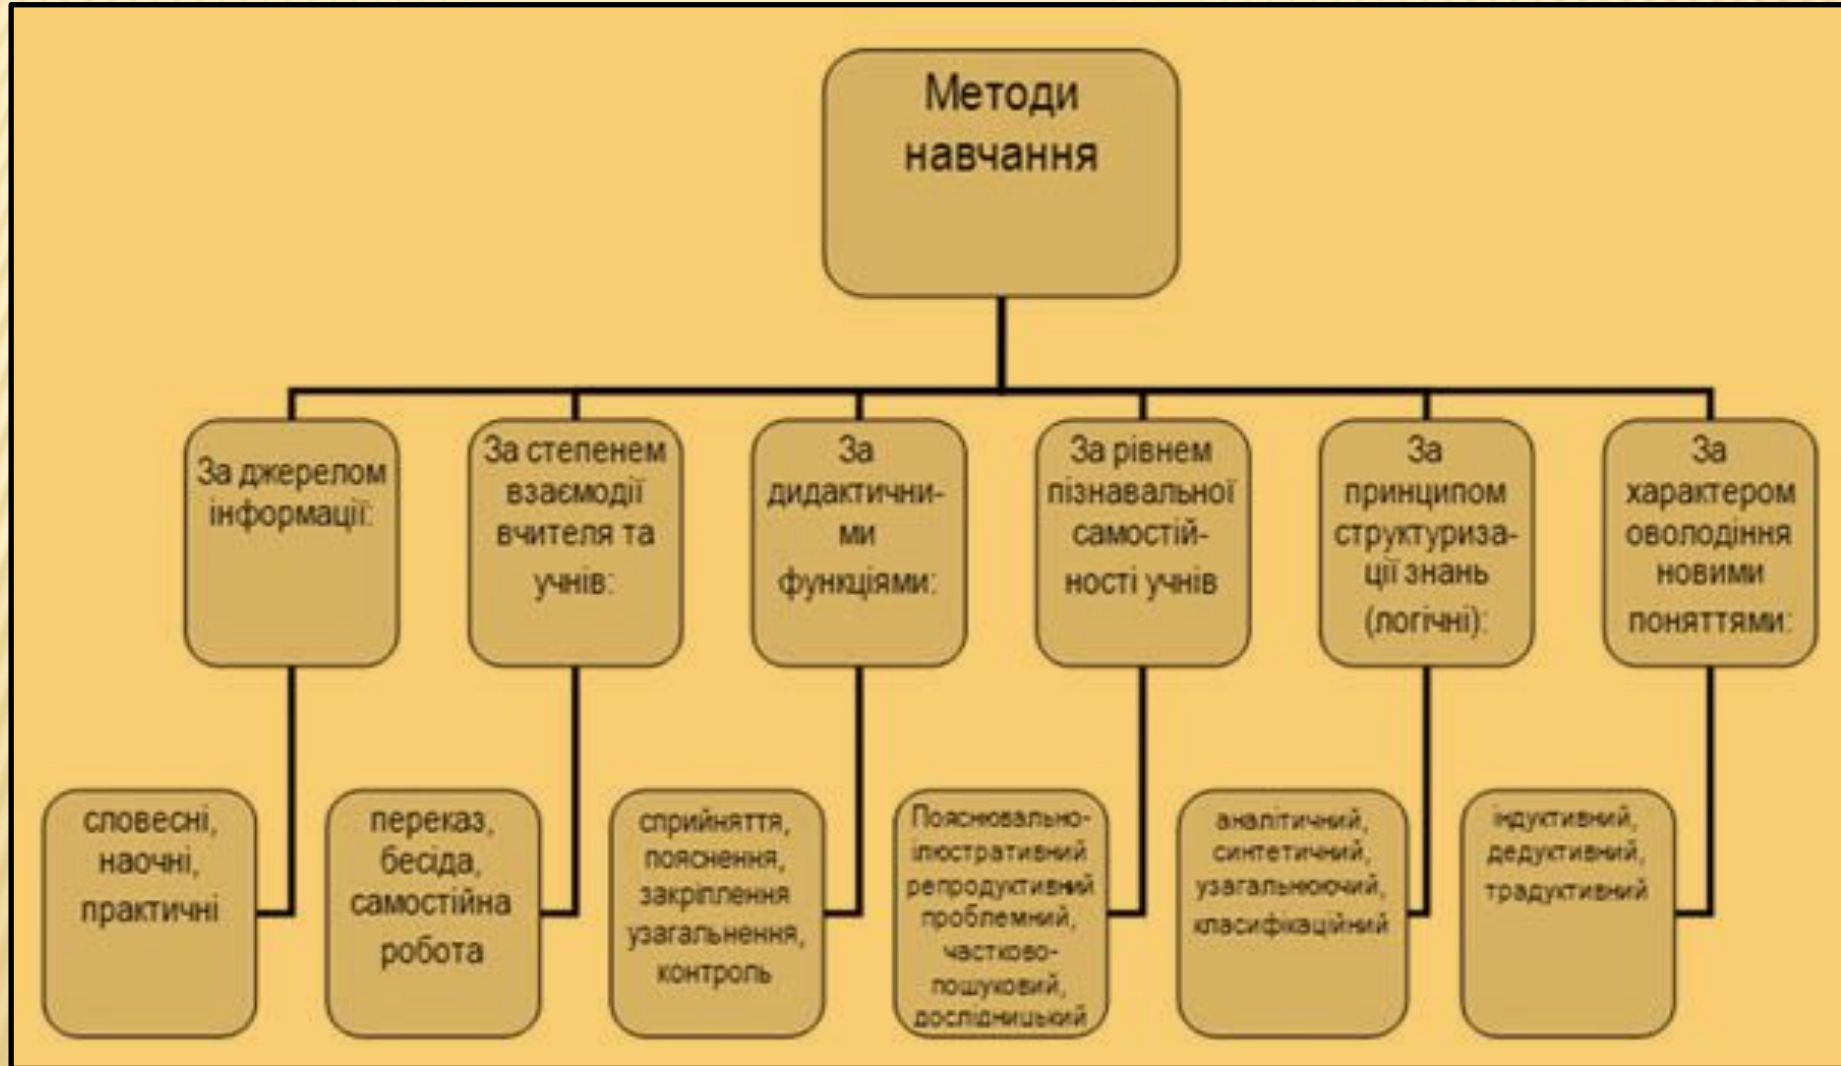 Методи
навчання
За джерелом
інформації:
За степенем
взаємодії
вчителя та
учнів:
За
дидактични-
ми
функціями:
За рівнем
пізнавальної
самостій-
ності учнів
За
принципом
структуриза-
ції знань
(логічні):
За
характером
оволодіння
новими
поняттями:
словесні,
наочні,
практичні
переказ,
бесіда,
самостійна
робота
сприйняття,
пояснення,
закріплення
узагальнення,
контроль
Пояснювально-
ілюстративний
репродуктивний
проблемний,
частково-
пошуковий,
дослідницький
аналітичний,
синтетичний,
узагальнюючий,
класифікаційний
індуктивний,
дедуктивний,
традуктивний